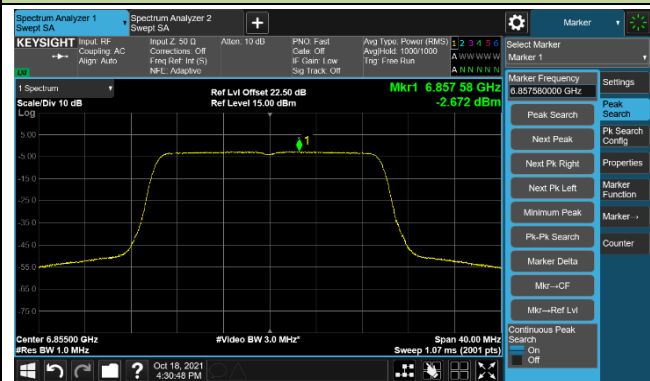 Spectrum Analyzer 1
Swept SA
Spectrum Analyzer 2
Swept SA
Marker
KEYSIGHT
Input: RF
Coupling: AC
Align: Auto
Input Z: 50 Ω
Corrections: Off
Freq Ref: Int (S)
NFE: Adaptive
Atten: 10 dB
PNO: Fast
Gate: Off
IF Gain: Low
Sig Track: Off
Avg Type: Power (RMS)
Avg|Hold: 1000/1000
Trig: Free Run
1 2 3 4 5 6
A W W W W W
A N N N N N
Select Marker
Marker 1
LXI
1 Spectrum
Scale/Div 10 dB
Log
Ref Lvl Offset 22.50 dB
Ref Level 15.00 dBm
Mkr1 6.857 58 GHz
-2.672 dBm
5.00
-5.00
-15.0
-25.0
-35.0
-45.0
-55.0
-65.0
-75.0
1
Center 6.85500 GHz
#Res BW 1.0 MHz
#Video BW 3.0 MHz*
Span 40.00 MHz
Sweep 1.07 ms (2001 pts)
Marker Frequency
6.857580000 GHz
Peak Search
Next Peak
Next Pk Right
Next Pk Left
Minimum Peak
Pk-Pk Search
Marker Delta
Mkr→CF
Mkr→Ref Lvl
Continuous Peak
Search
On
Off
Settings
Peak
Search
Pk Search
Config
Properties
Marker
Function
Marker→
Counter
Oct 18, 2021
4:30:48 PM